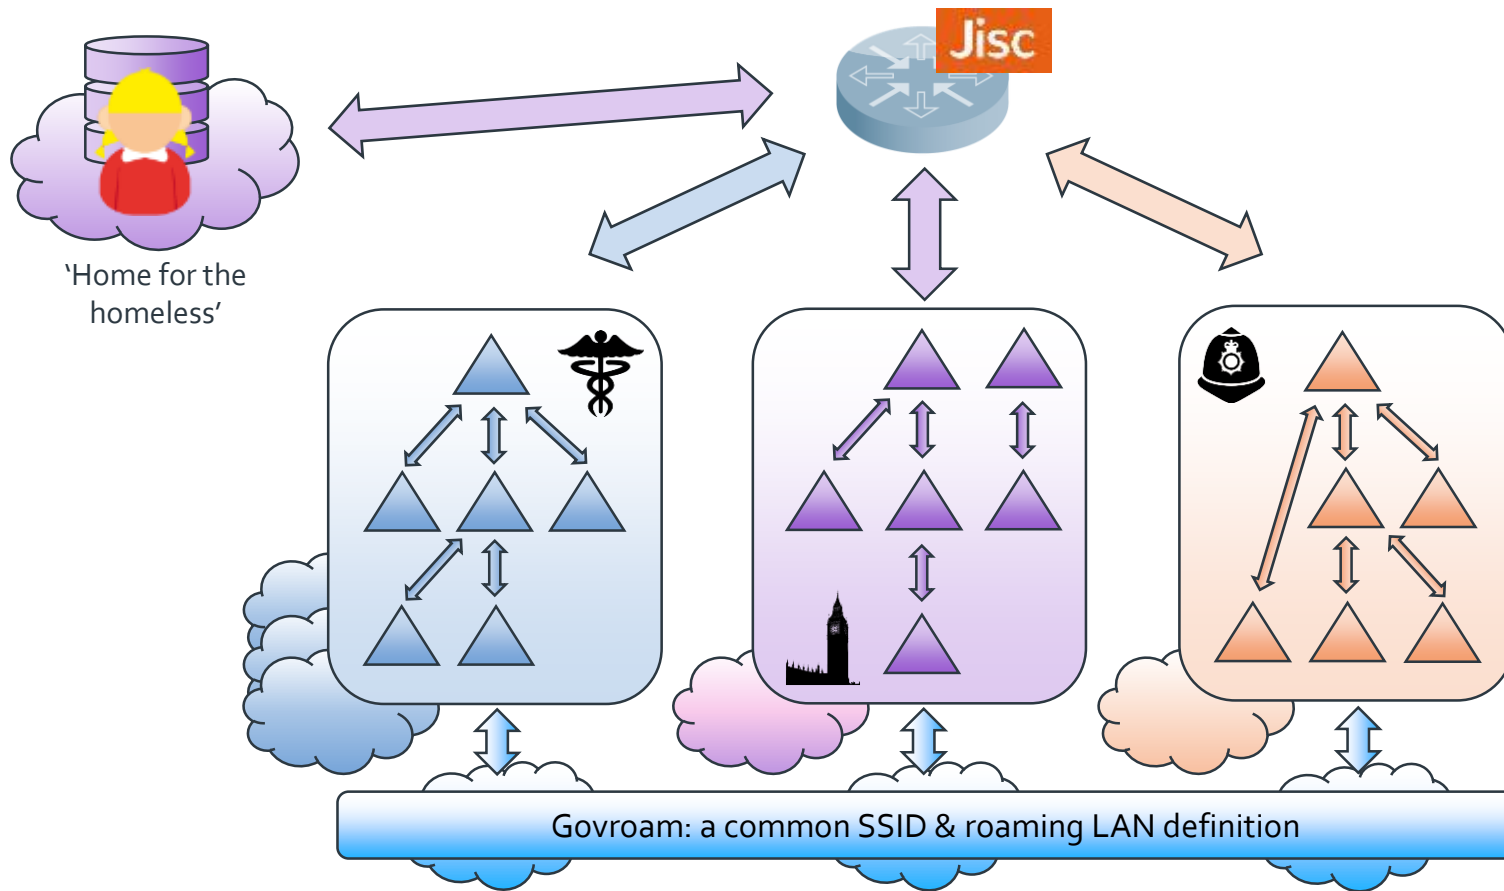 Jisc
‘Home for the
homeless’
Govroam: a common SSID & roaming LAN definition